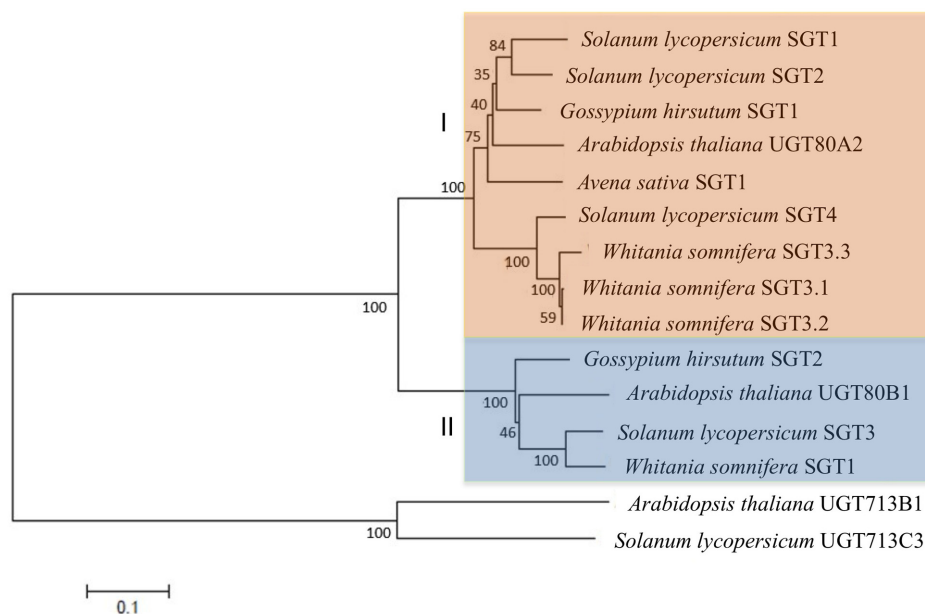 84
Solanum lycopersicum SGT1
35
Solanum lycopersicum SGT2
40
Gossypium hirsutum SGT1
I
75
Arabidopsis thaliana UGT80A2
100
Avena sativa SGT1
Solanum lycopersicum SGT4
100
Whitania somnifera SGT3.3
100
Whitania somnifera SGT3.1
59
Whitania somnifera SGT3.2
100
Gossypium hirsutum SGT2
100
Arabidopsis thaliana UGT80B1
II
46
Solanum lycopersicum SGT3
100
Whitania somnifera SGT1
Arabidopsis thaliana UGT713B1
100
Solanum lycopersicum UGT713C3
0.1